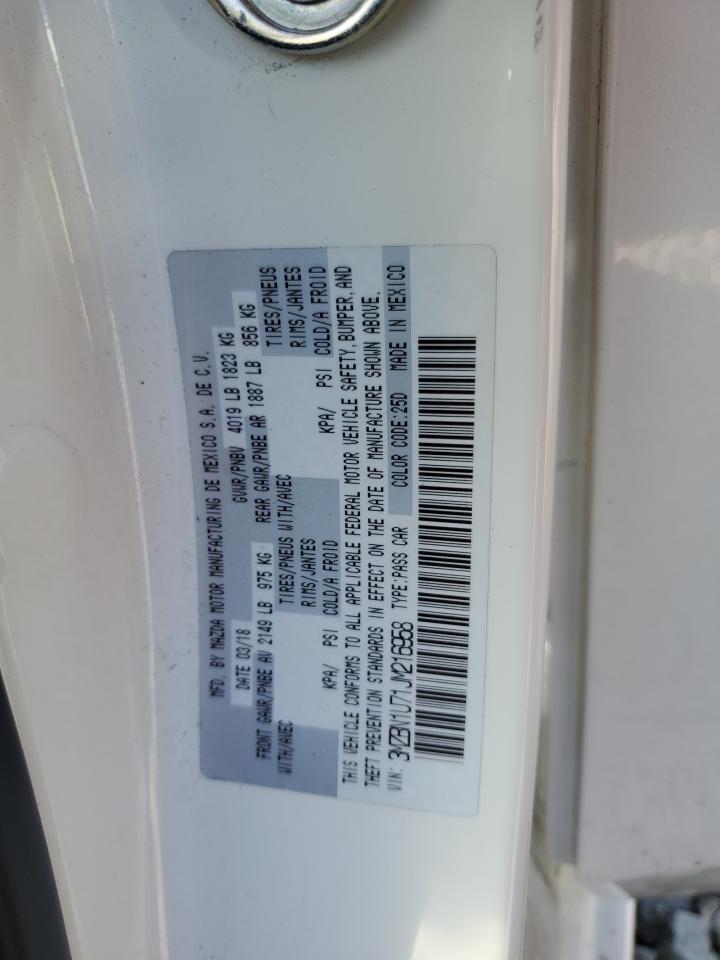 MFD. BY MAZDA MOTOR MANUFACTURING DE MEXICO S.A. DE C.V.
DATE 03/18 GVWR/PNBV 4019 LB 1823 KG
FRONT GAWR/PNBE AV 2149 LB 975 KG REAR GAWR/PNBE AR 1887 LB 856 KG
WITH/AVEC TIRES/PNEUS WITH/AVEC TIRES/PNEUS
RIMS/JANTES RIMS/JANTES
KPA/ PSI COLD/A FROID KPA/ PSI COLD/A FROID
THIS VEHICLE CONFORMS TO ALL APPLICABLE FEDERAL MOTOR VEHICLE SAFETY, BUMPER, AND
THEFT PREVENTION STANDARDS IN EFFECT ON THE DATE OF MANUFACTURE SHOWN ABOVE.
VIN: 3MZBN1U71JM216958 TYPE:PASS CAR COLOR CODE:25D MADE IN MEXICO